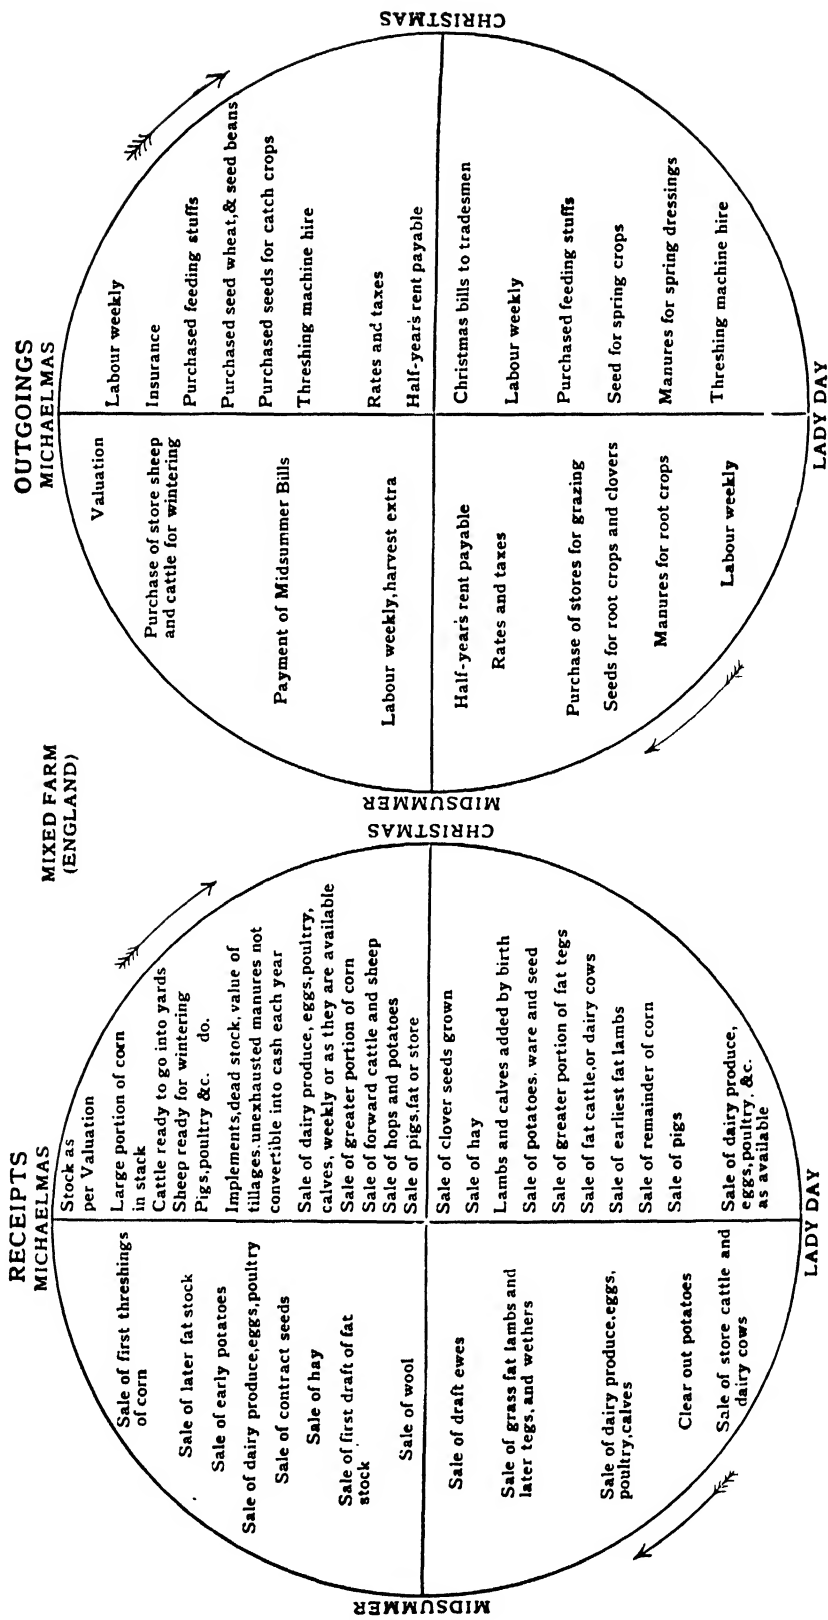 MIXED FARM
(ENGLAND)
RECEIPTS
MICHAELMAS
Stock as
per Valuation
Large portion of corn
in stack
Cattle ready to go into yards
Sheep ready for wintering
Pigs,poultry &c. do.
Implements,dead stock,value of
tillages.unexhausted manures not
convertible into cash each year
Sale of dairy produce, eggs,poultry,
calves, weekly or as they are available
Sale of greater portion of corn
Sale of forward cattle and sheep
Sale of hops and potatoes
Sale of pigs,fat or store
CHRISTMAS
Sale of clover seeds grown
Sale of hay
Lambs and calves added by birth
Sale of potatoes, ware and seed
Sale of greater portion of fat tegs
Sale of fat cattle,or dairy cows
Sale of earliest fat lambs
Sale of remainder of corn
Sale of pigs
Sale of dairy produce,
eggs,poultry, &c.
as available
LADY DAY
Sale of draft ewes
Sale of grass fat lambs and
later tegs, and wethers
Sale of dairy produce.eggs,
poultry,calves
Clear out potatoes
Sale of store cattle and
dairy cows
MIDSUMMER
Sale of first threshings
of corn
Sale of later fat stock
Sale of early potatoes
Sale of dairy produce,eggs,poultry
Sale of contract seeds
Sale of hay
Sale of first draft of fat
stock
Sale of wool
OUTGOINGS
MICHAELMAS
Labour weekly
Insurance
Purchased feeding stuffs
Purchased seed wheat,& seed beans
Purchased seeds for catch crops
Threshing machine hire
Rates and taxes
Half-year's rent payable
CHRISTMAS
Christmas bills to tradesmen
Labour weekly
Purchased feeding stuffs
Seed for spring crops
Manures for spring dressings
Threshing machine hire
LADY DAY
Half-year's rent payable
Rates and taxes
Purchase of stores for grazing
Seeds for root crops and clovers
Manures for root crops
Labour weekly
MIDSUMMER
Valuation
Purchase of store sheep
and cattle for wintering
Payment of Midsummer Bills
Labour weekly,harvest extra